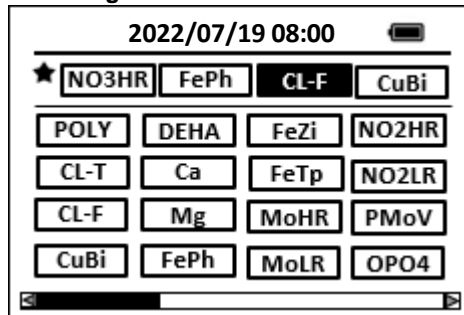 2022/07/19 08:00
NO3HR FePh CL-F CuBi
POLY DEHA FeZi NO2HR
CL-T Ca FeTp NO2LR
CL-F Mg MoHR PMoV
CuBi FePh MoLR OPO4